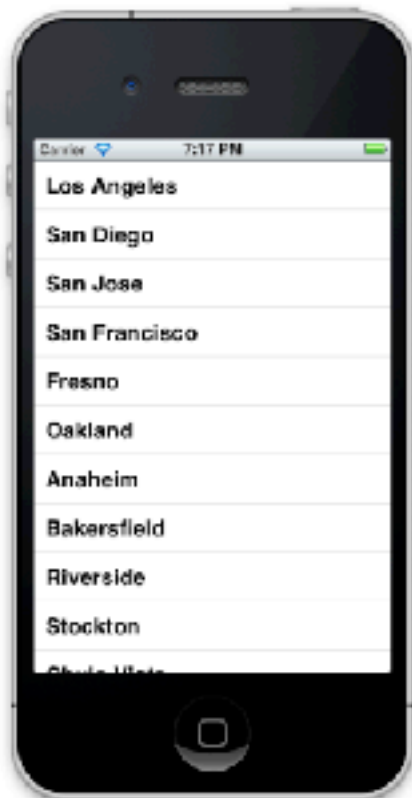 Carrier 7:17 PM
Los Angeles
San Diego
San Jose
San Francisco
Fresno
Oakland
Anaheim
Bakersfield
Riverside
Stockton